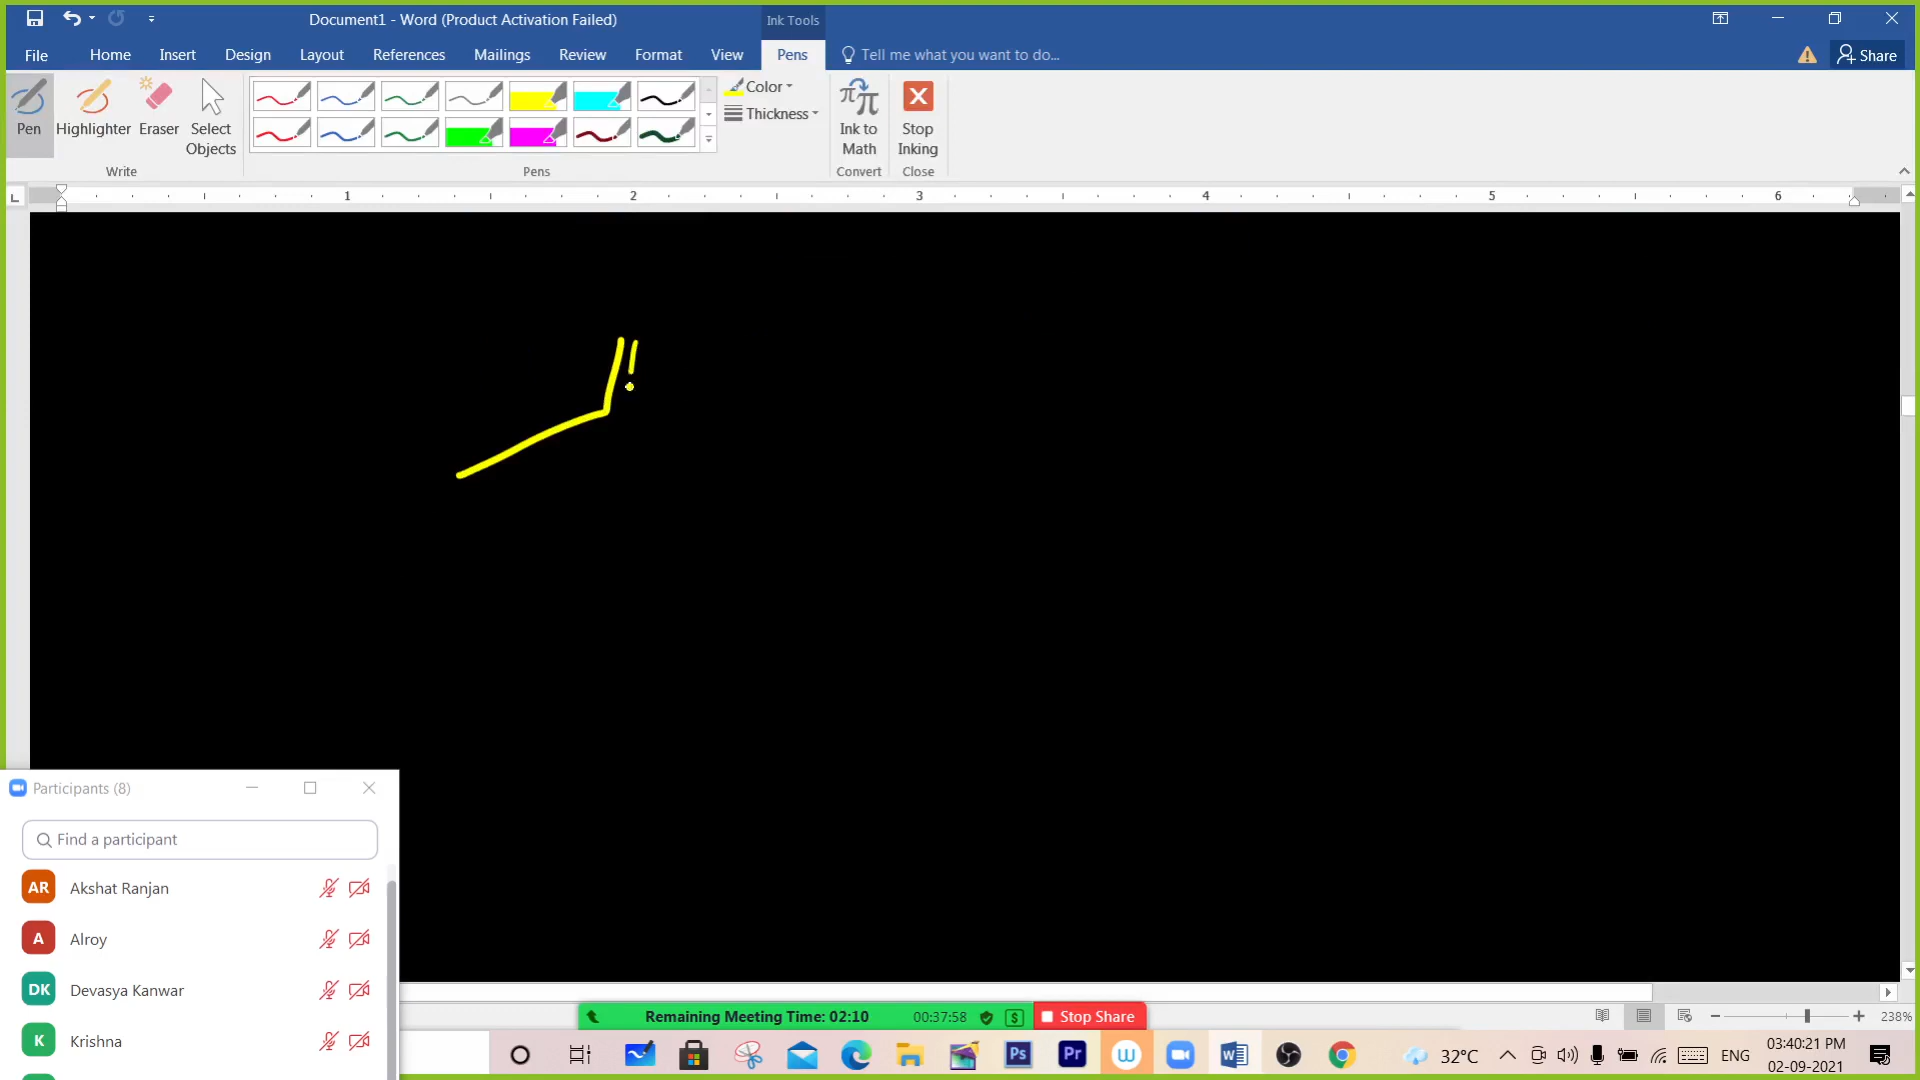 Document1 - Word (Product Activation Failed)
Ink Tools
File Home Insert Design Layout References Mailings Review Format View Pens Tell me what you want to do... Share
Pen Highlighter Eraser Select Objects
Color
Thickness
Ink to Math
Stop Inking
Write Pens Convert Close
1 2 3 4 5 6
Participants (8)
Find a participant
AR Akshat Ranjan
A Alroy
DK Devasya Kanwar
K Krishna
Remaining Meeting Time: 02:10 00:37:58 Stop Share
238%
Ps Pr
32°C ENG 03:40:21 PM
02-09-2021